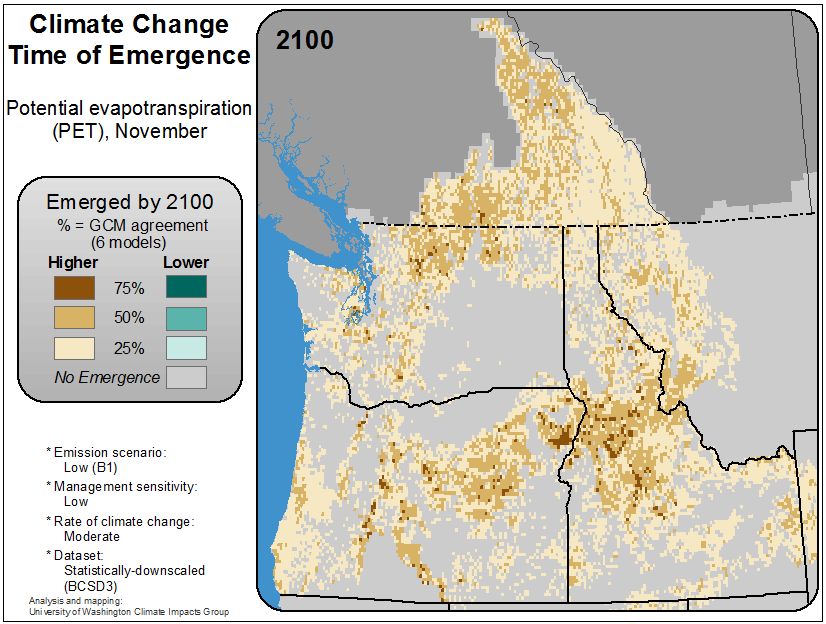 Climate Change
Time of Emergence
Potential evapotranspiration
(PET), November
Emerged by 2100
% = GCM agreement
(6 models)
Higher Lower
75%
50%
25%
No Emergence
* Emission scenario:
Low (B1)
* Management sensitivity:
Low
* Rate of climate change:
Moderate
* Dataset:
Statistically-downscaled
(BCSD3)
Analysis and mapping:
University of Washington Climate Impacts Group
2100